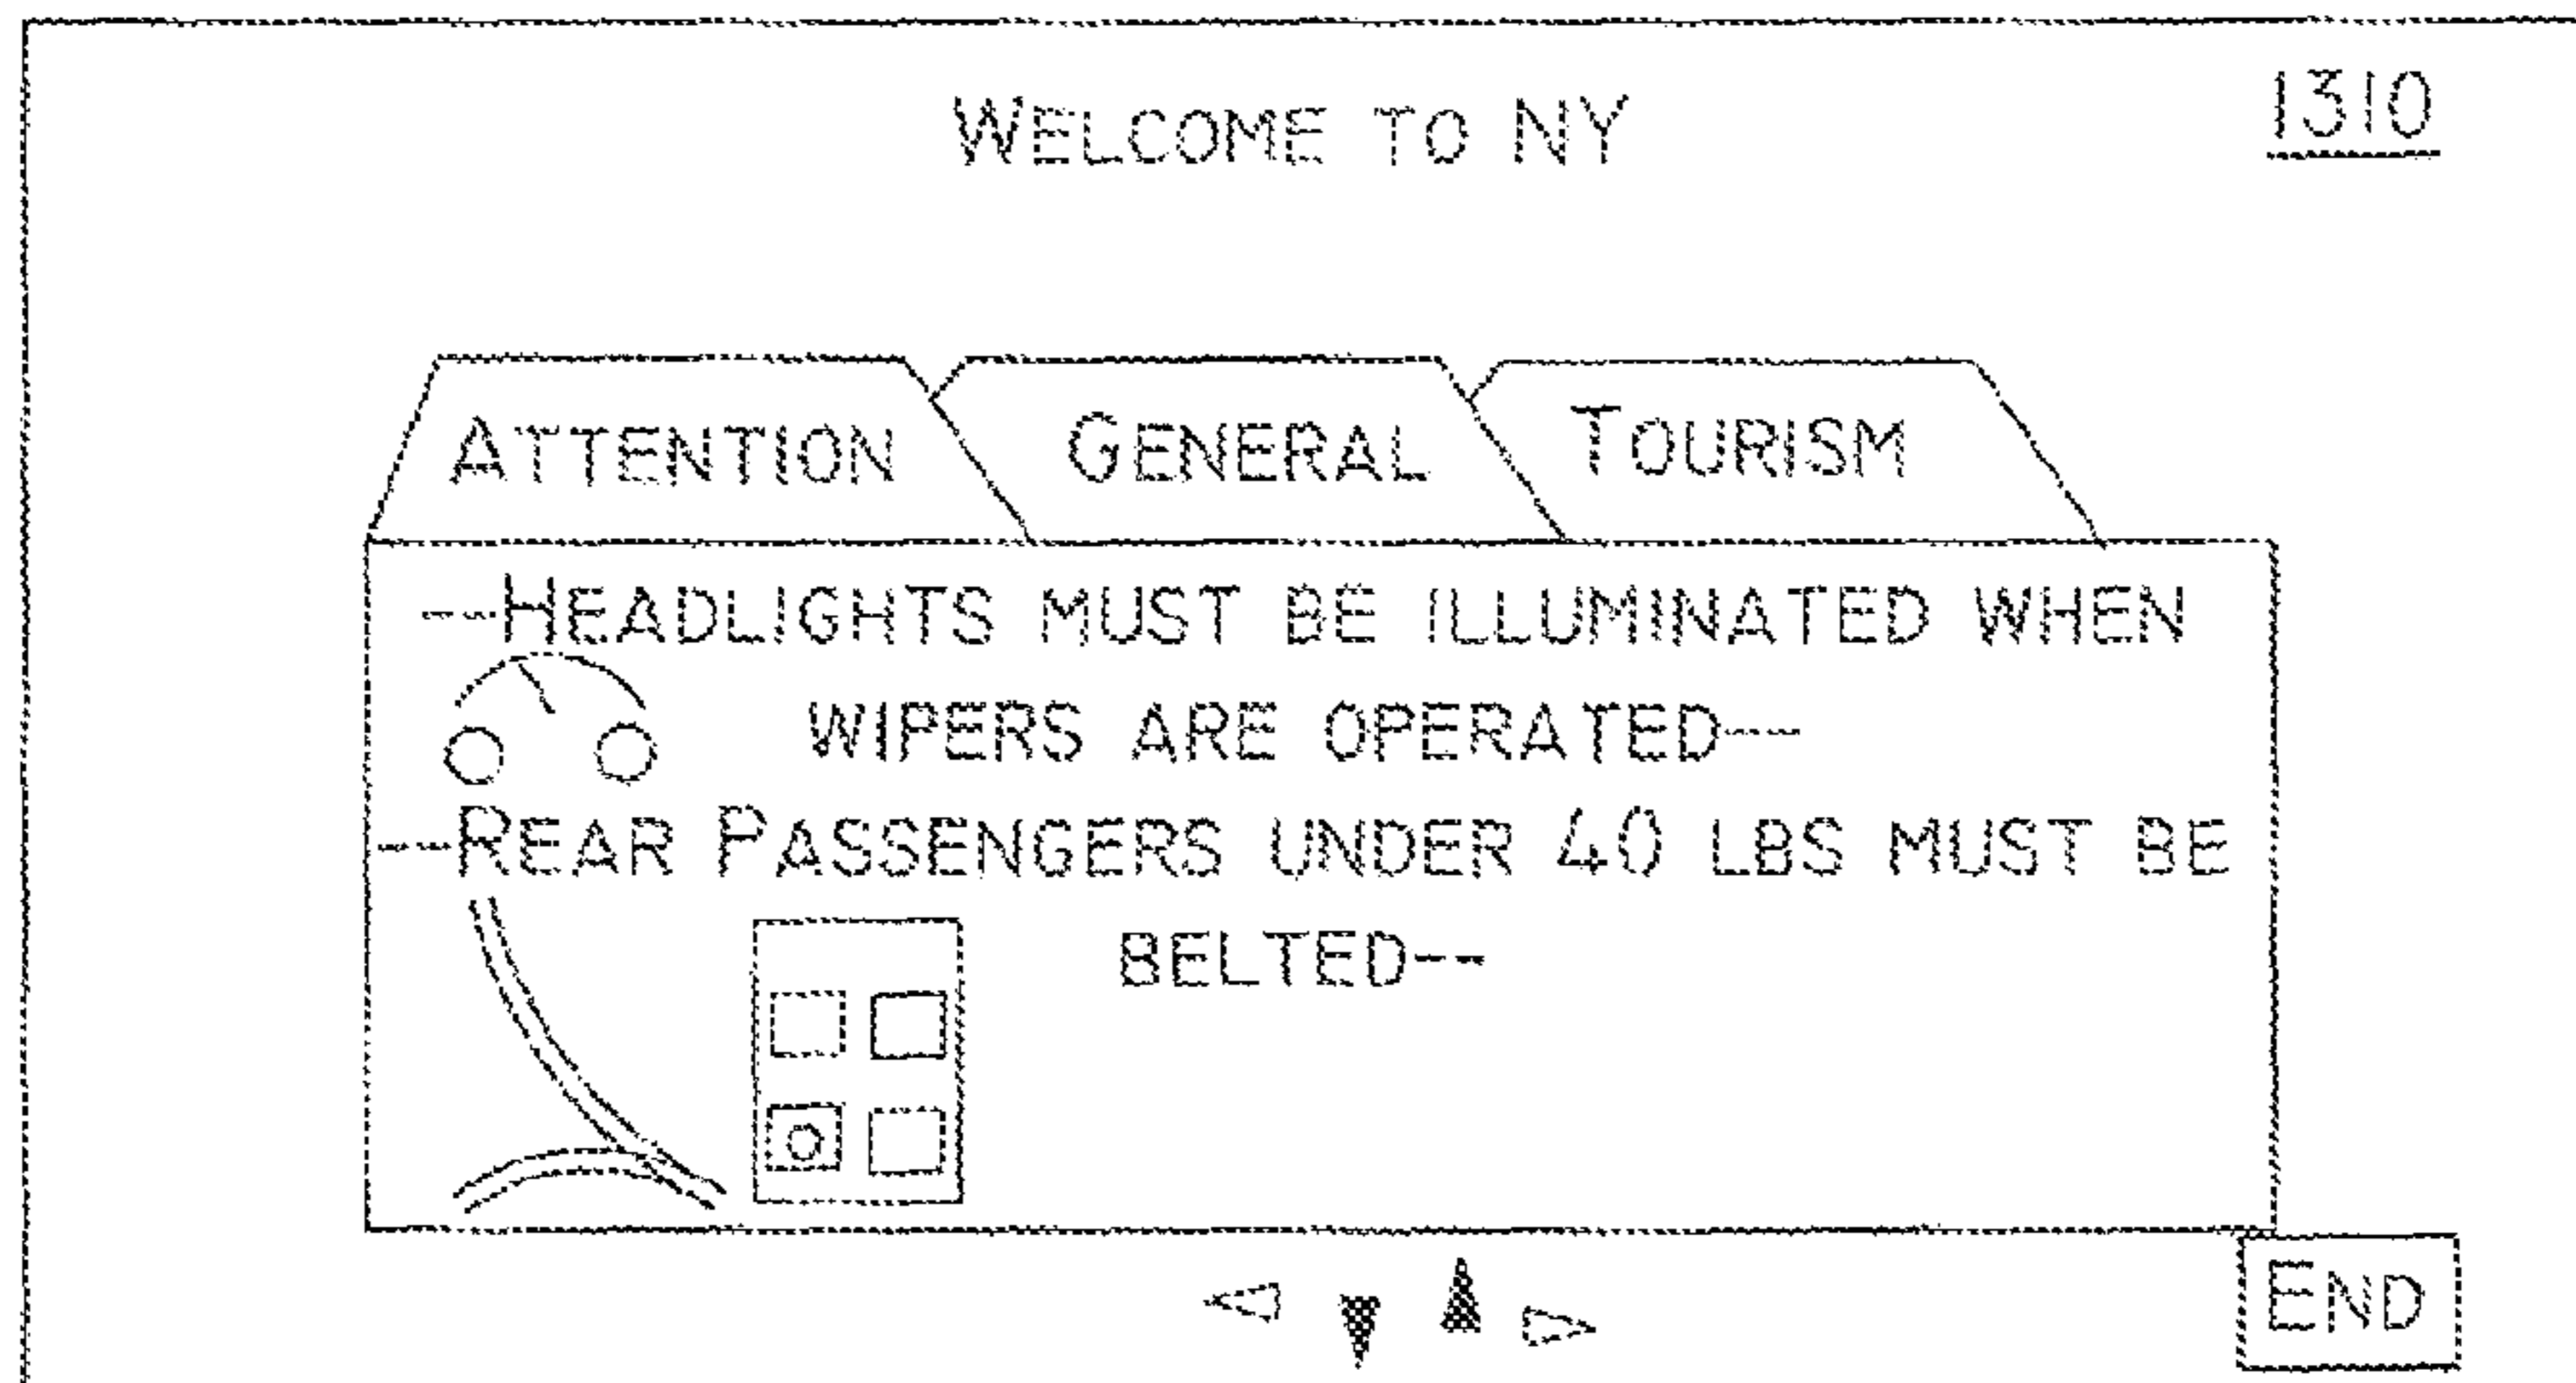 WELCOME TO NY
1310
ATTENTION GENERAL TOURISM
--HEADLIGHTS MUST BE ILLUMINATED WHEN
WIPERS ARE OPERATED--
--REAR PASSENGERS UNDER 40 LBS MUST BE
BELTED--
END